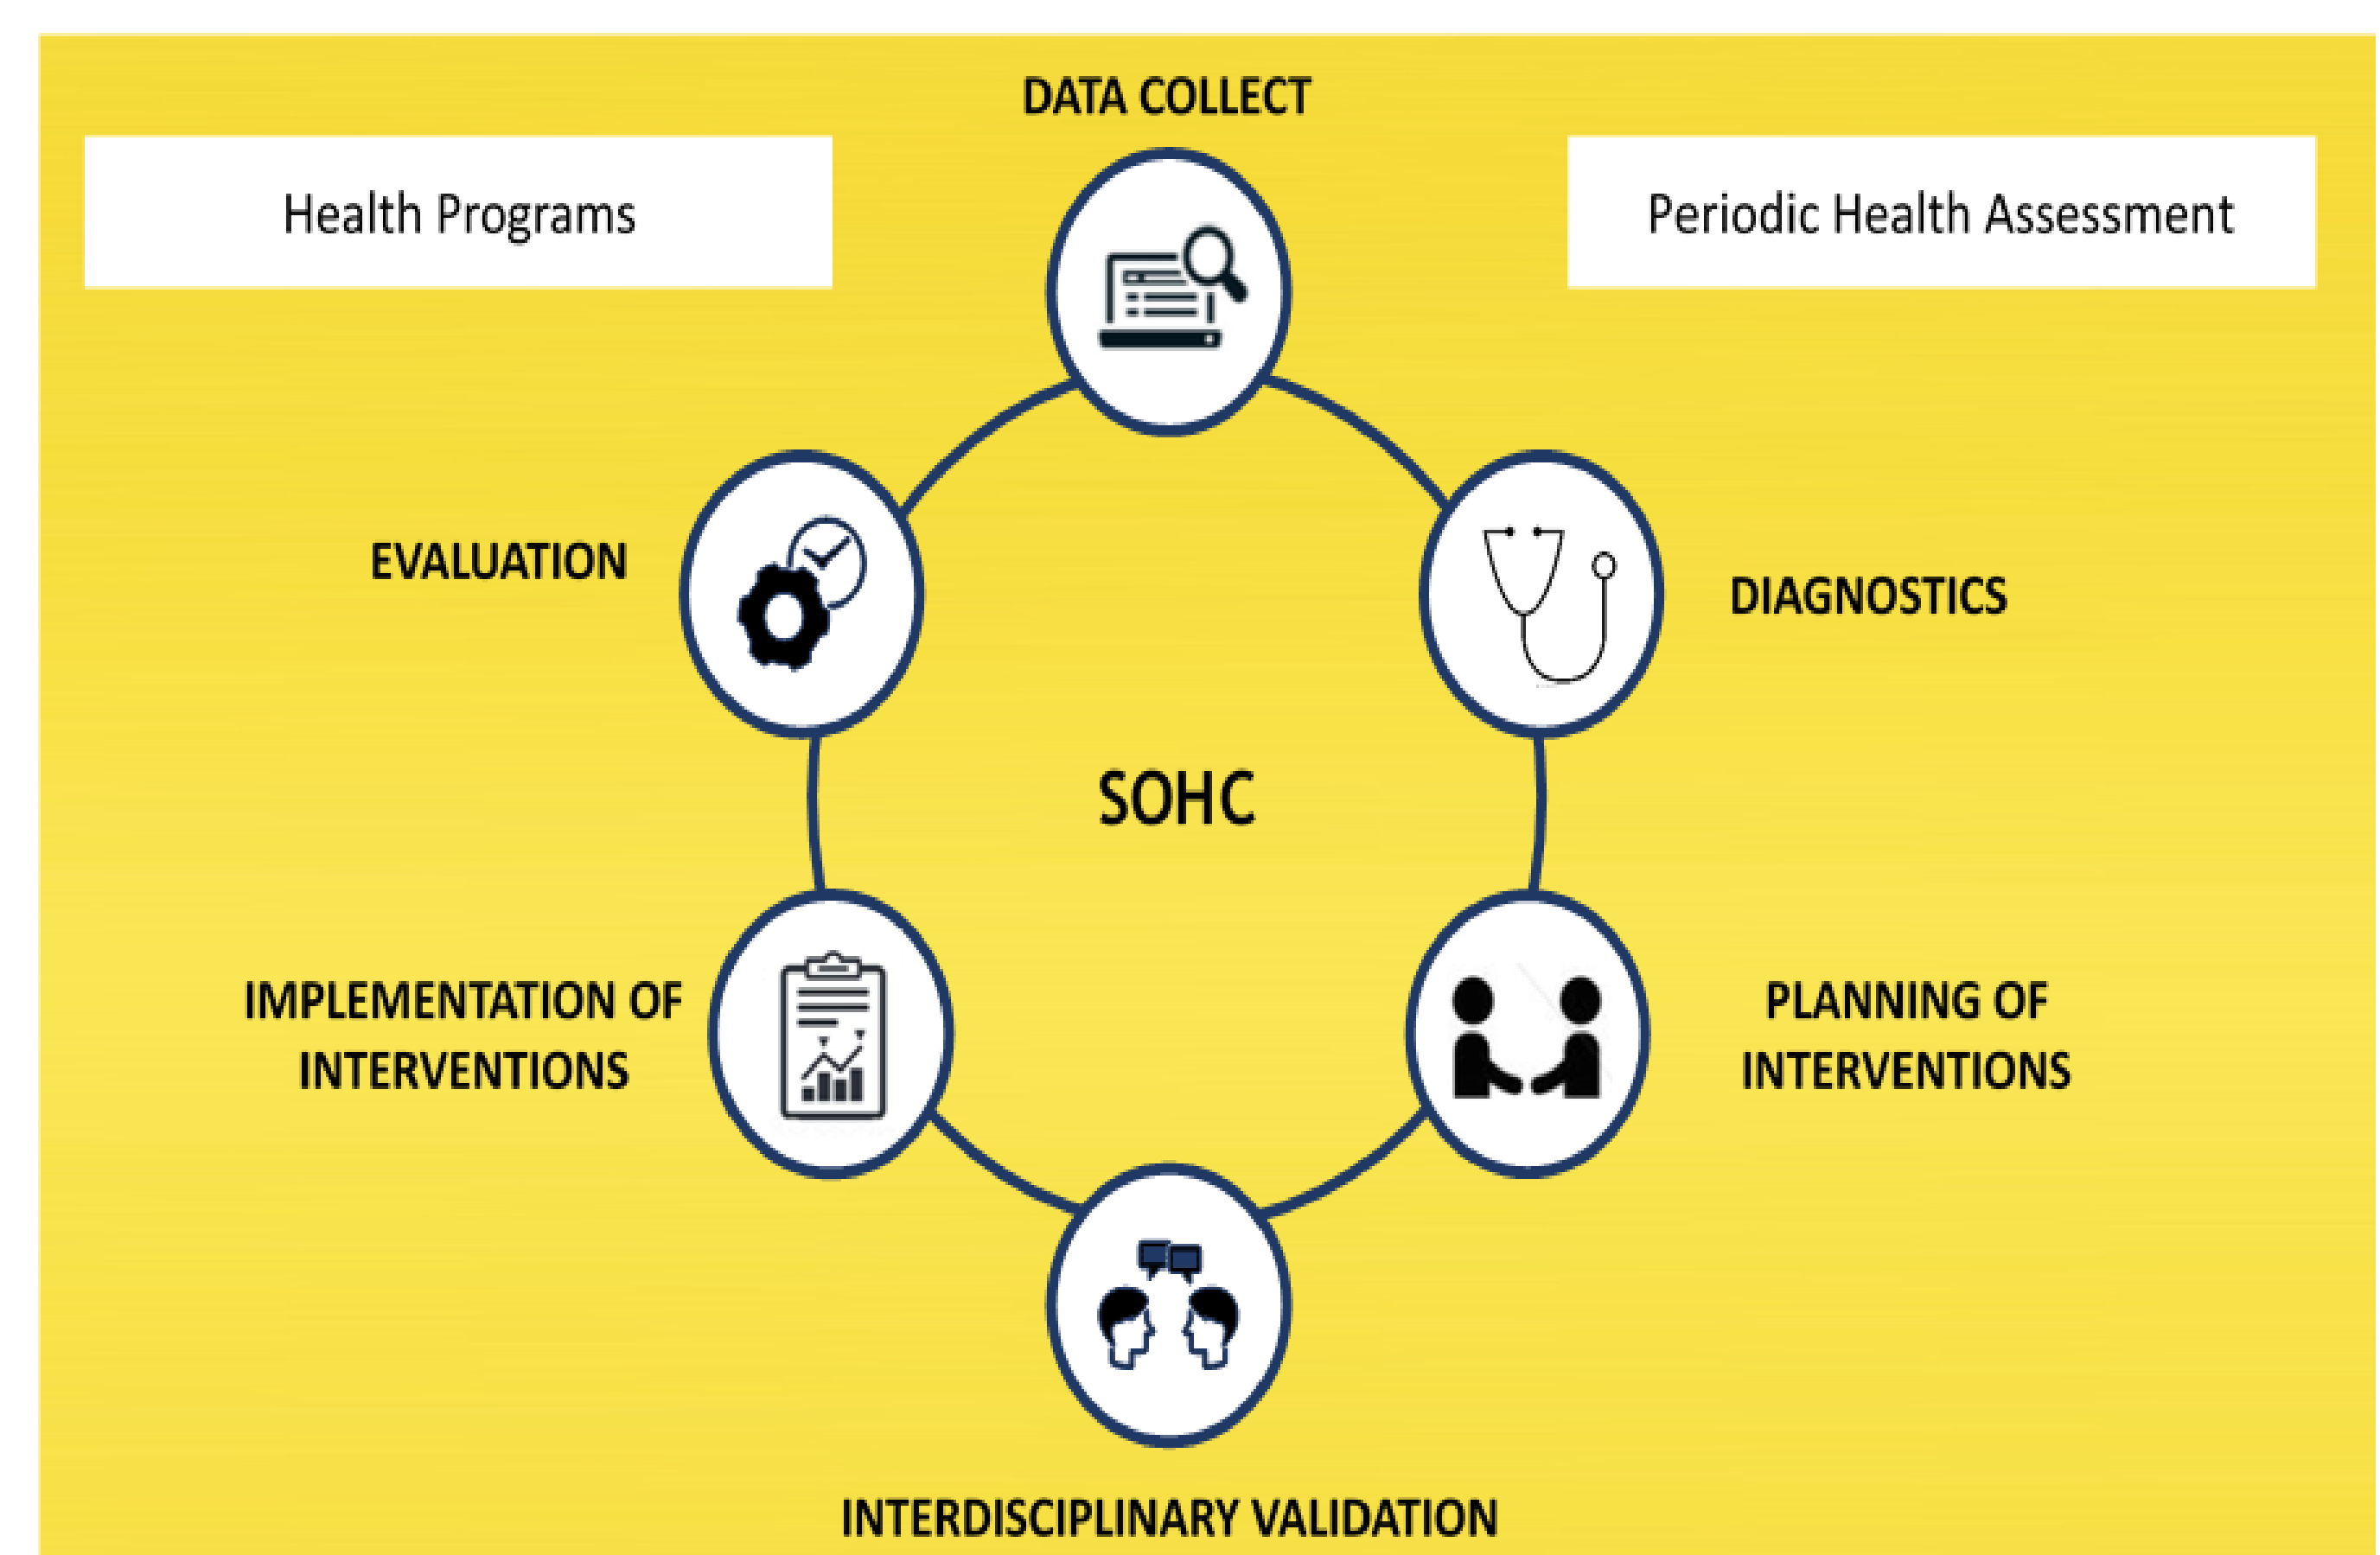 DATA COLLECT
Health Programs
Periodic Health Assessment
EVALUATION
DIAGNOSTICS
SOHC
IMPLEMENTATION OF
INTERVENTIONS
PLANNING OF
INTERVENTIONS
INTERDISCIPLINARY VALIDATION